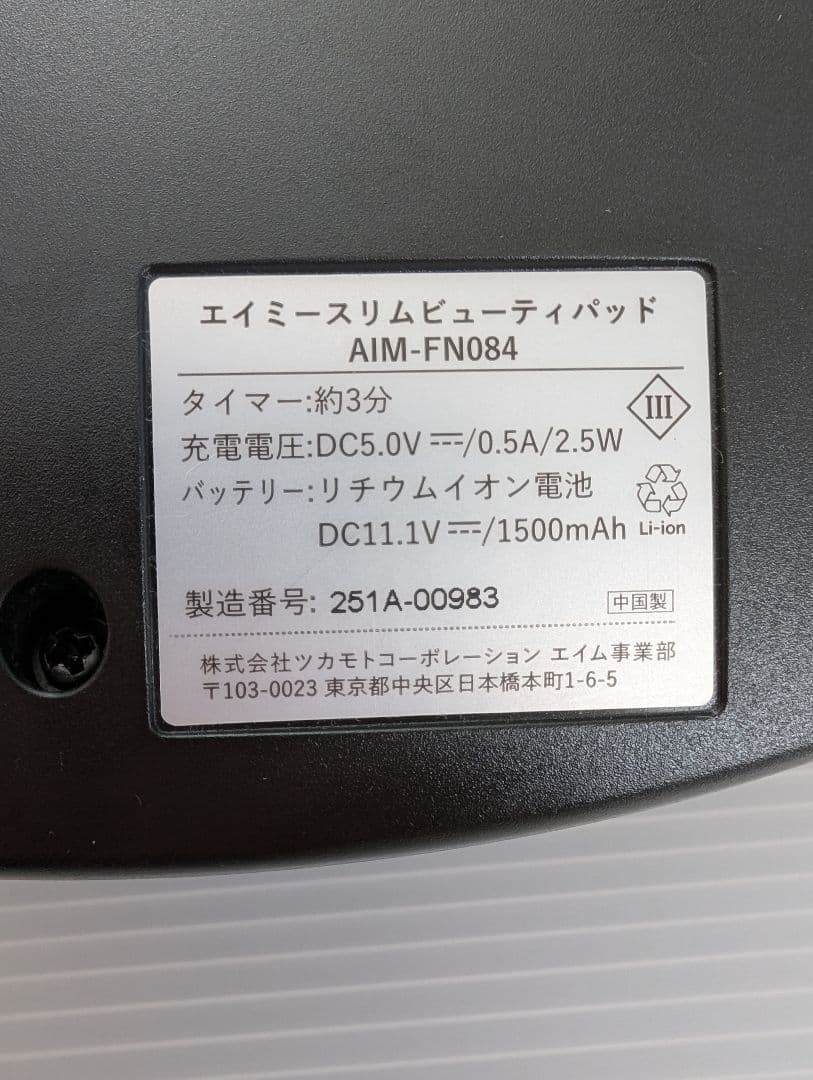 エイミースリムビューティパッド
AIM-FN084
タイマー:約3分
III
充電電圧:DC5.0V ⎓/0.5A/2.5W
バッテリー:リチウムイオン電池
DC11.1V⎓/1500mAh
Li-ion
製造番号: 251A-00983
中国製
株式会社ツカモトコーポレーション エイム事業部
〒103-0023 東京都中央区日本橋本町1-6-5